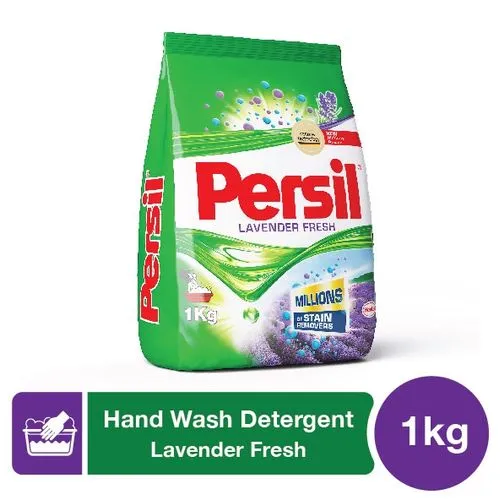 Persil
LAVENDER FRESH
MILLIONS
OF STAIN
REMOVERS
1Kg
Persil
Hand Wash Detergent
Lavender Fresh
1kg